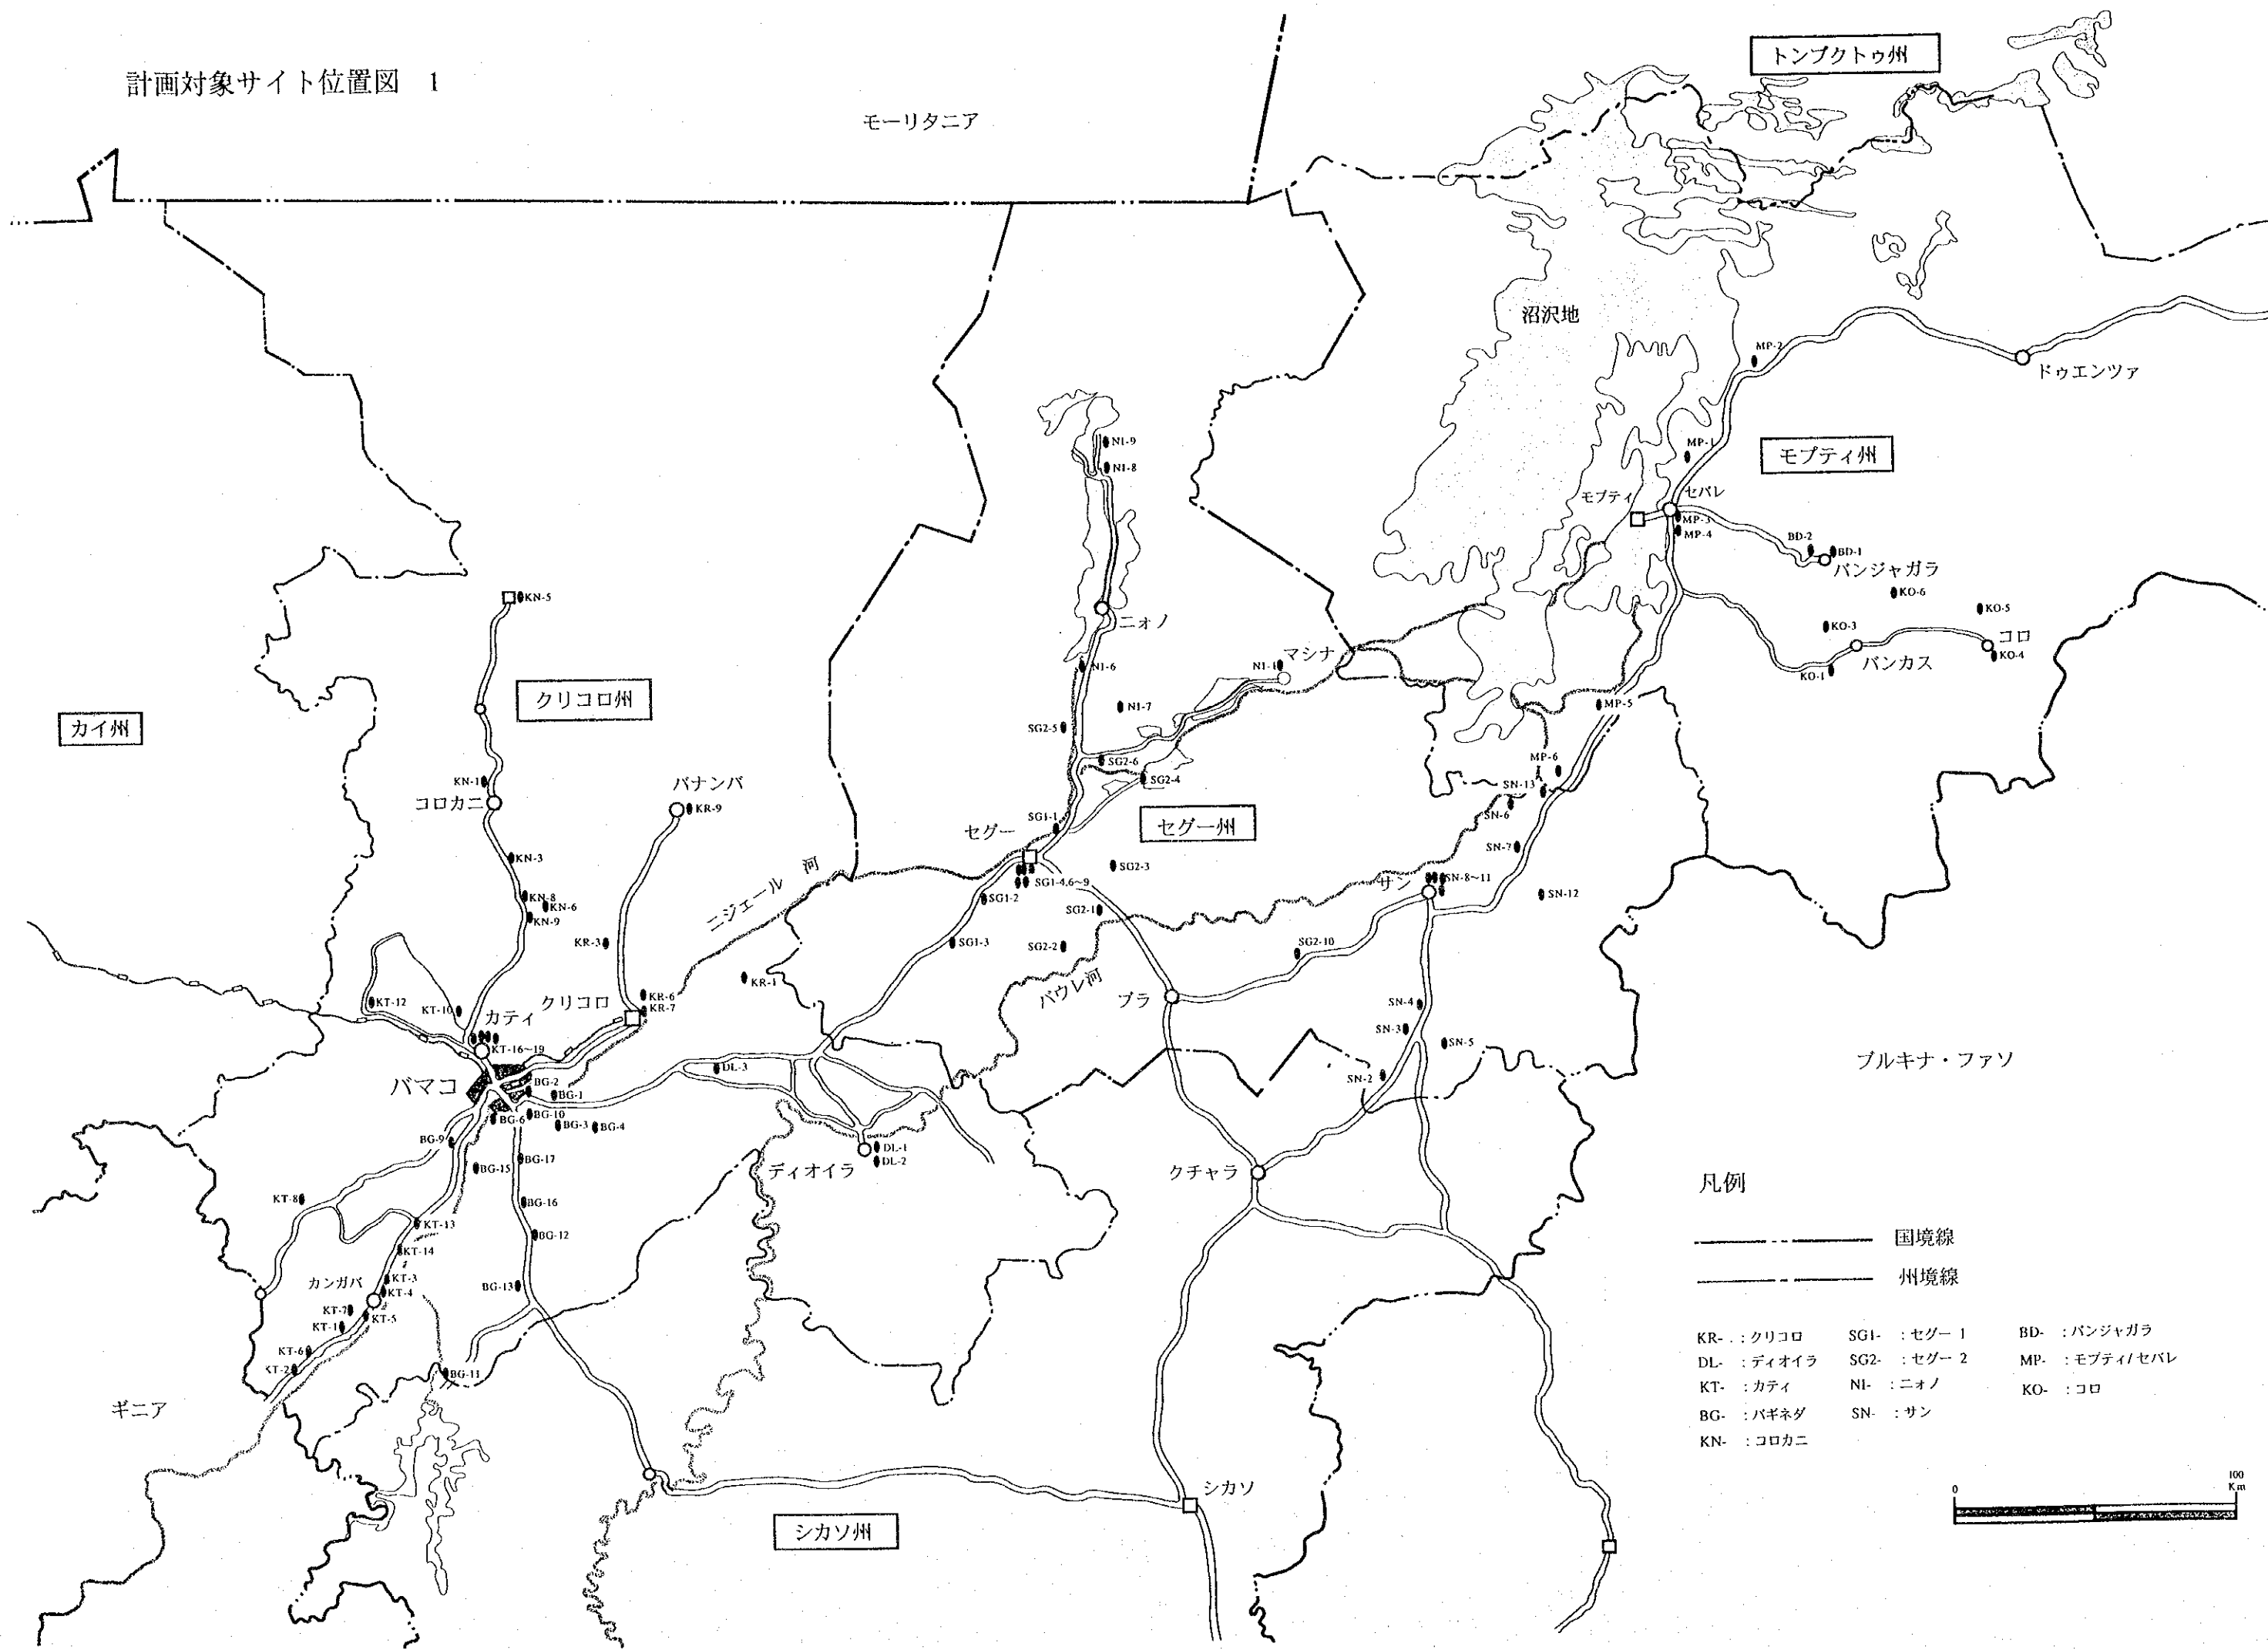 計画対象サイト位置図 1
モーリタニア
トンブクトゥ州
沼沢地
MP-2
ドゥエンツァ
MP-1
モプティ州
モプティ
セバレ
MP-3
MP-4
BD-2
BD-1
バンジャガラ
KO-6
KO-5
KO-3
コロ
KO-4
バンカス
KO-1
MP-5
MP-6
NI-9
NI-8
ニオノ
NI-6
NI-1
マシナ
NI-7
SG2-5
SG2-6
SG2-4
SG1-1
セグー
セグー州
SG2-3
SG1-4,6~9
SG1-2
SG2-1
SG1-3
SG2-2
SG2-10
SN-13
SN-6
SN-7
サン
SN-8~11
SN-12
SN-4
SN-3
SN-5
SN-2
KN-5
クリコロ州
カイ州
KN-1
コロカニ
バナンバ
KR-9
KN-3
KN-8
KN-6
KN-9
ニジェール 河
KR-3
KR-1
KR-6
KR-7
クリコロ
KT-12
KT-10
カティ
KT-16~19
バマコ
BG-2
BG-1
BG-10
BG-6
BG-3
BG-4
BG-9
BG-15
BG-17
BG-16
BG-12
BG-13
BG-11
DL-3
DL-1
DL-2
ディオイラ
バウレ河
ブラ
クチャラ
ブルキナ・ファソ
KT-8
KT-13
KT-14
カンガバ
KT-3
KT-4
KT-7
KT-5
KT-1
KT-6
KT-2
ギニア
シカソ
シカソ州
凡例
国境線
州境線
KR- : クリコロ SG1- : セグー 1 BD- : バンジャガラ
DL- : ディオイラ SG2- : セグー 2 MP- : モプティ/セバレ
KT- : カティ NI- : ニオノ KO- : コロ
BG- : バギネダ SN- : サン
KN- : コロカニ
0 100
Km